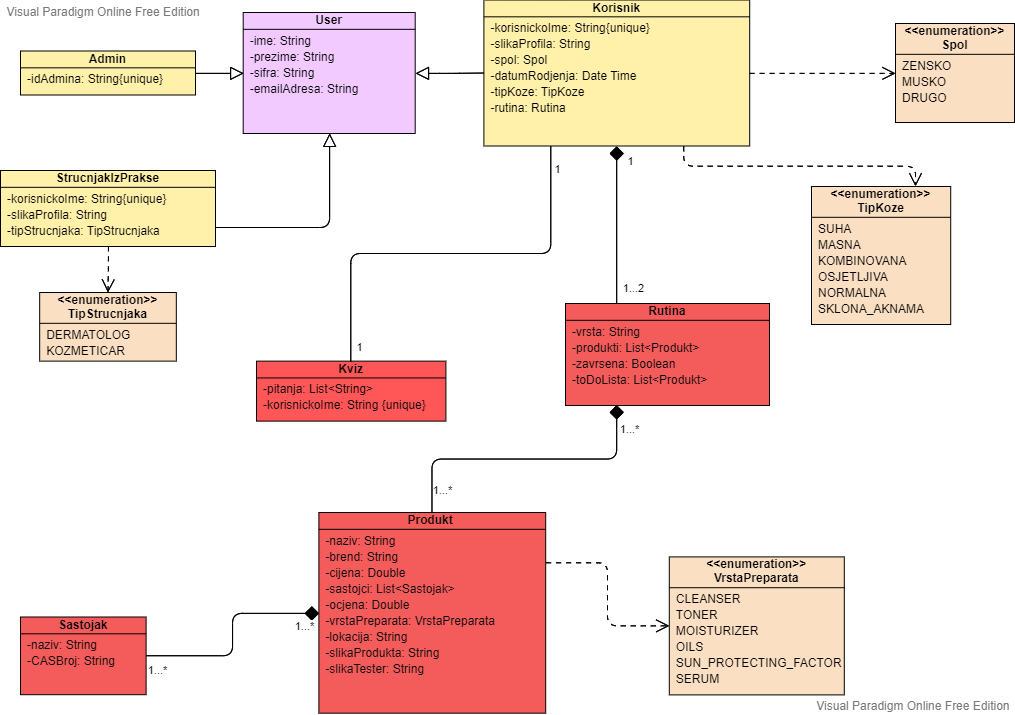 Visual Paradigm Online Free Edition
User
-ime: String
-prezime: String
-sifra: String
-emailAdresa: String
Korisnik
-korisnickoIme: String{unique}
-slikaProfila: String
-spol: Spol
-datumRodjenja: Date Time
-tipKoze: TipKoze
-rutina: Rutina
<<enumeration>>
Spol
ZENSKO
MUSKO
DRUGO
Admin
-idAdmina: String{unique}
StrucnjakIzPrakse
-korisnickoIme: String{unique}
-slikaProfila: String
-tipStrucnjaka: TipStrucnjaka
1
1
<<enumeration>>
TipKoze
SUHA
MASNA
KOMBINOVANA
OSJETLJIVA
NORMALNA
SKLONA_AKNAMA
<<enumeration>>
TipStrucnjaka
DERMATOLOG
KOZMETICAR
1...2
1
Rutina
-vrsta: String
-produkti: List<Produkt>
-zavrsena: Boolean
-toDoLista: List<Produkt>
Kviz
-pitanja: List<String>
-korisnickoIme: String {unique}
1...*
1...*
Produkt
-naziv: String
-brend: String
-cijena: Double
-sastojci: List<Sastojak>
-ocjena: Double
-vrstaPreparata: VrstaPreparata
-lokacija: String
-slikaProdukta: String
-slikaTester: String
<<enumeration>>
VrstaPreparata
CLEANSER
TONER
MOISTURIZER
OILS
SUN_PROTECTING_FACTOR
SERUM
1...*
Sastojak
-naziv: String
-CASBroj: String
1...*
Visual Paradigm Online Free Edition